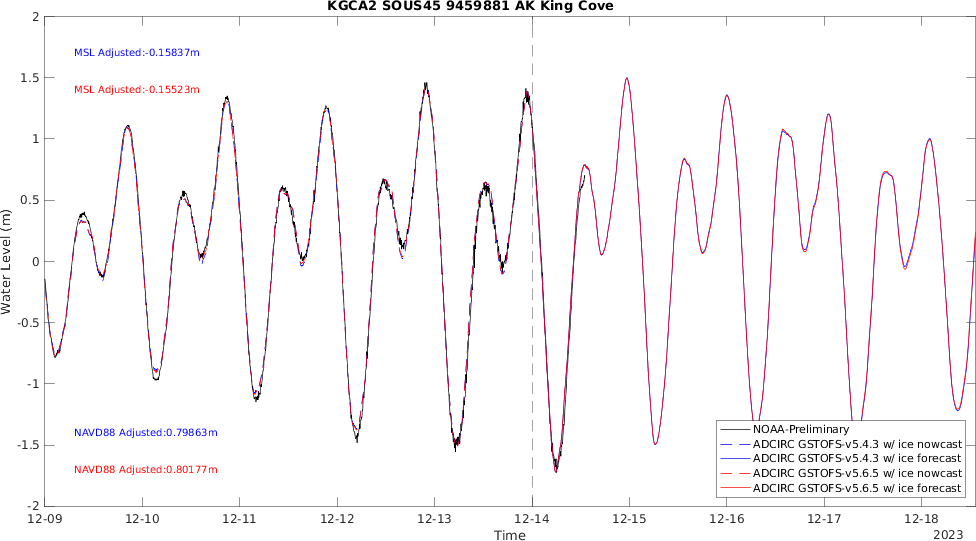 KGCA2 SOUS45 9459881 AK King Cove
MSL Adjusted:-0.15837m
MSL Adjusted:-0.15523m
NAVD88 Adjusted:0.79863m
NAVD88 Adjusted:0.80177m
Water Level (m)
2
1.5
1
0.5
0
-0.5
-1
-1.5
-2
NOAA-Preliminary
ADCIRC GSTOFS-v5.4.3 w/ ice nowcast
ADCIRC GSTOFS-v5.4.3 w/ ice forecast
ADCIRC GSTOFS-v5.6.5 w/ ice nowcast
ADCIRC GSTOFS-v5.6.5 w/ ice forecast
12-09 12-10 12-11 12-12 12-13 12-14 12-15 12-16 12-17 12-18
Time
2023